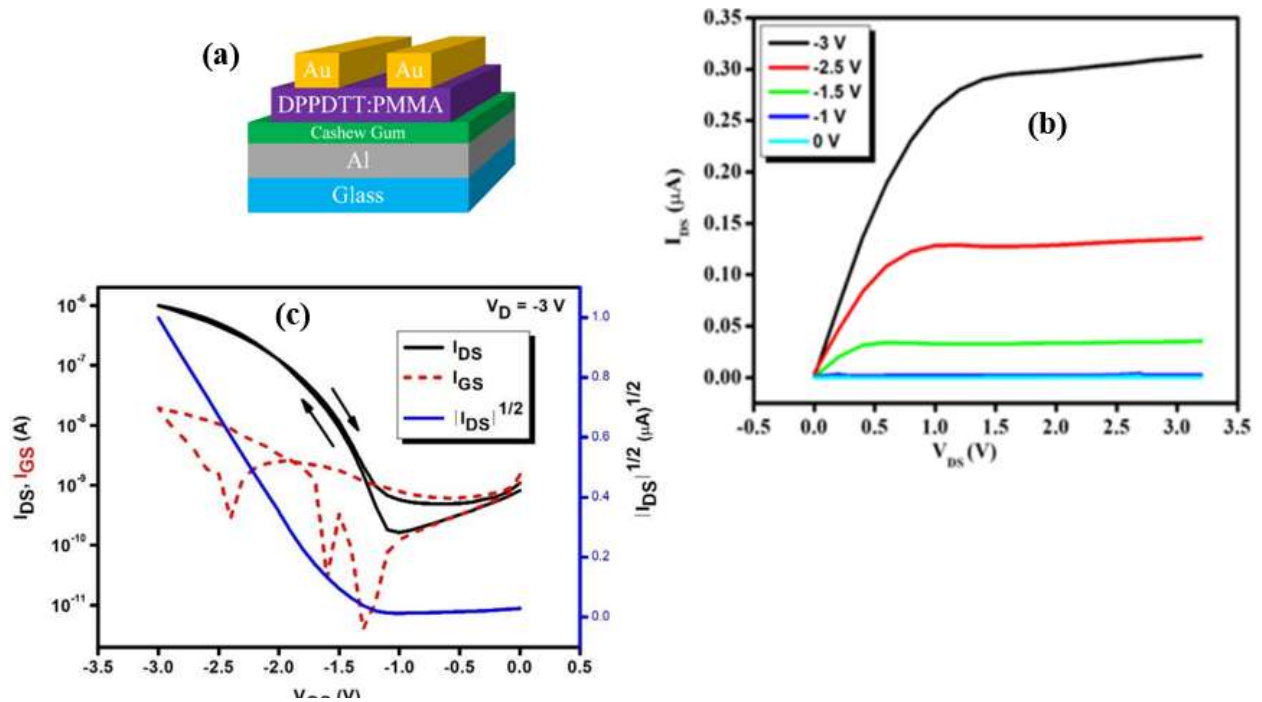 (a)
Au Au
DPPDTT:PMMA
Cashew Gum
Al
Glass
(b)
-3 V
-2.5 V
-1.5 V
-1 V
0 V
0.35
0.30
0.25
0.20
0.15
0.10
0.05
0.00
I_DS (µA)
-0.5 0.0 0.5 1.0 1.5 2.0 2.5 3.0 3.5
V_DS (V)
(c)
V_D = -3 V
I_DS
I_GS
|I_DS|^1/2
10^-6
10^-7
10^-8
10^-9
10^-10
10^-11
I_DS, I_GS (A)
1.0
0.8
0.6
0.4
0.2
0.0
|I_DS|^1/2 (µA)^1/2
-3.5 -3.0 -2.5 -2.0 -1.5 -1.0 -0.5 0.0 0.5